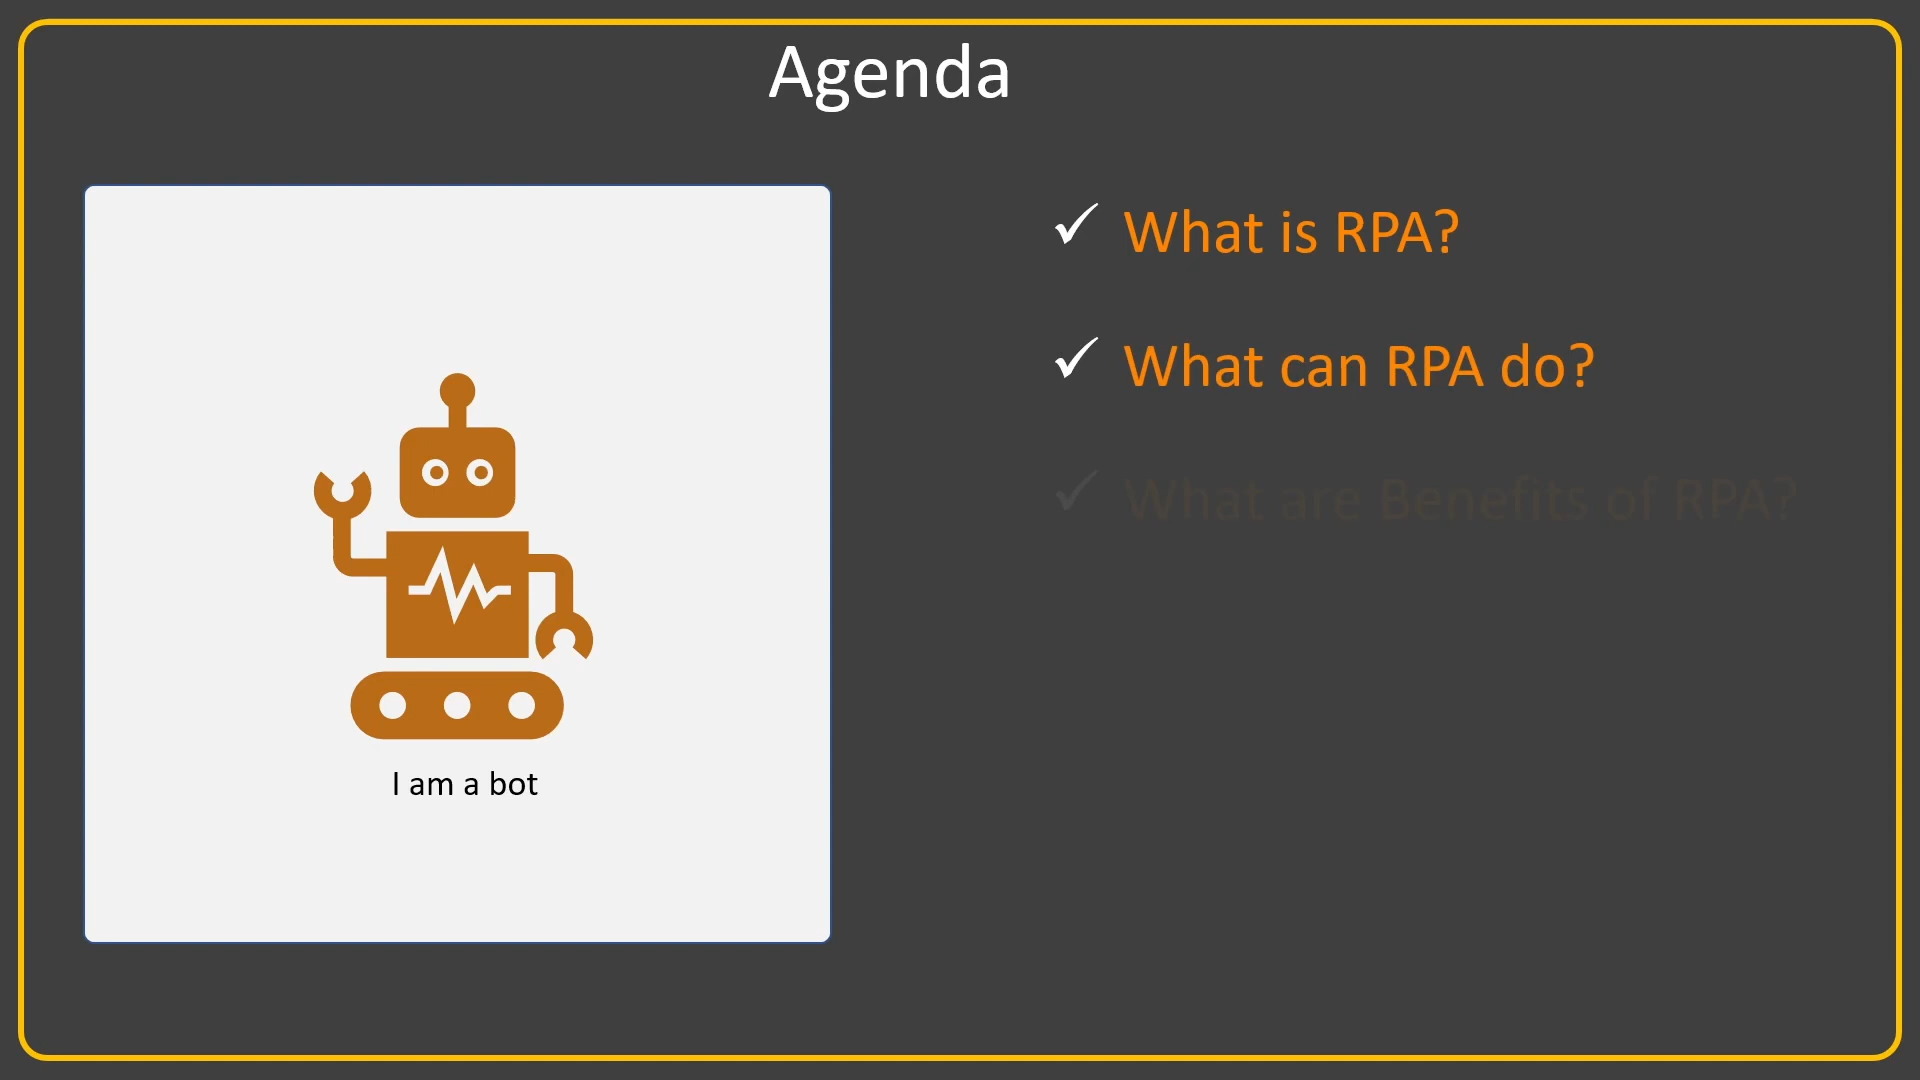 Agenda
What is RPA?
What can RPA do?
What are Benefits of RPA?
I am a bot